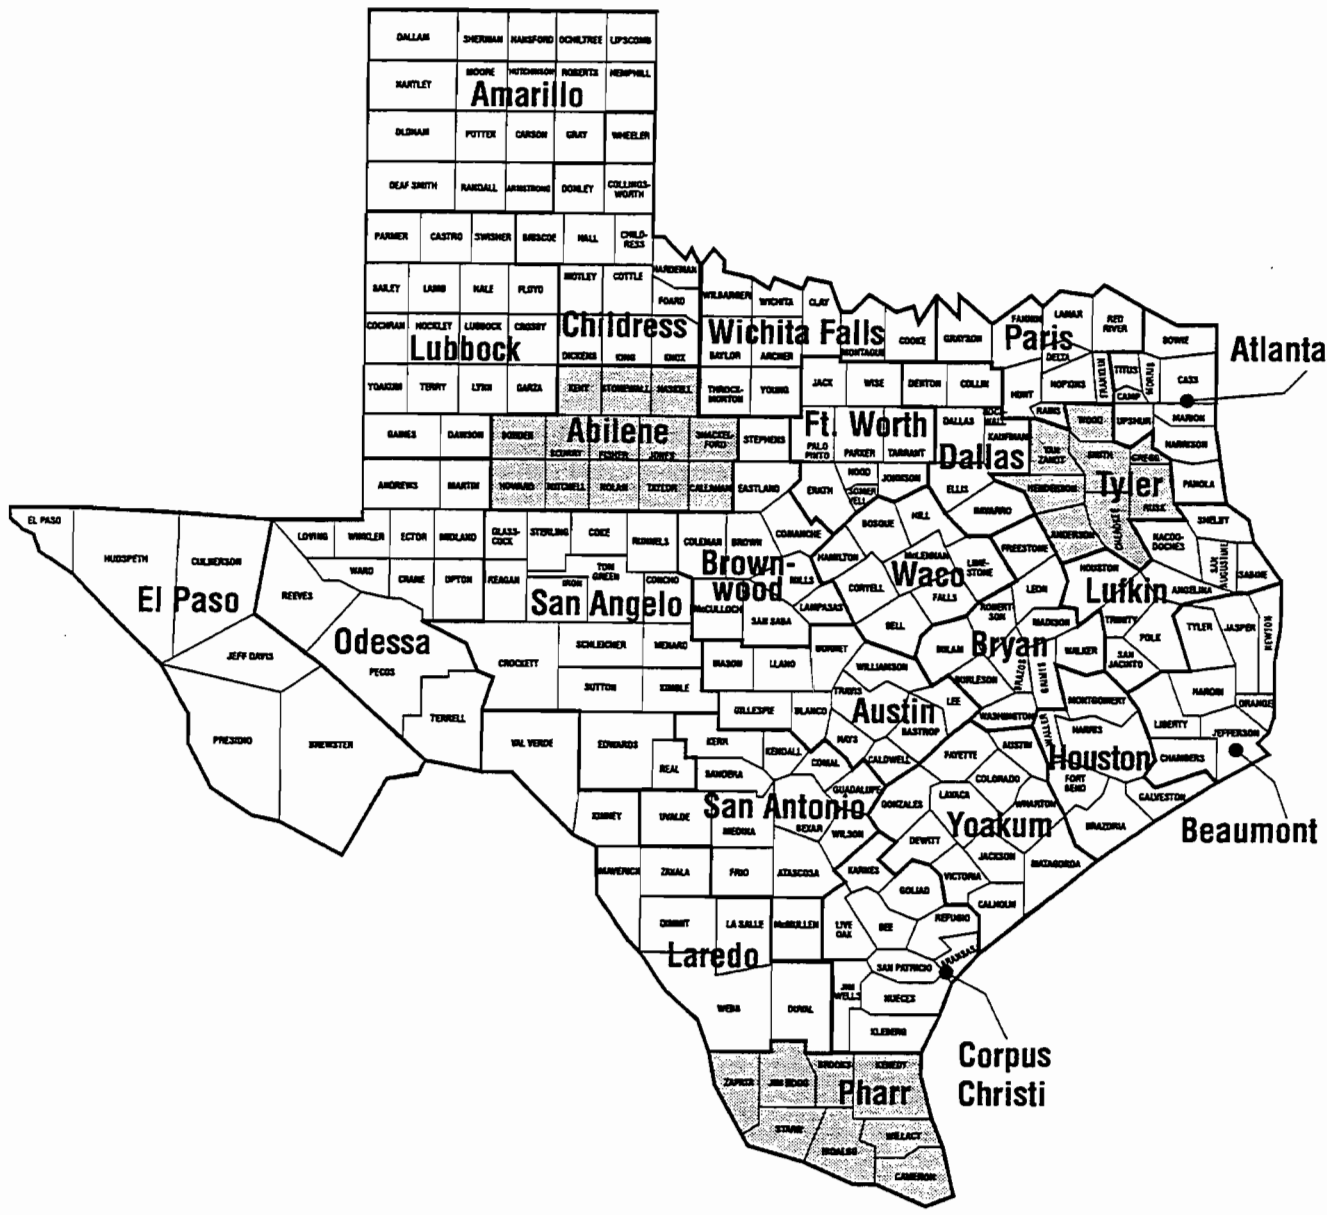 DALLAM SHERMAN HANSFORD OCHILTREE LIPSCOMB
HARTLEY MOORE HUTCHINSON ROBERTS HEMPHILL
Amarillo
OLDHAM POTTER CARSON GRAY WHEELER
DEAF SMITH RANDALL ARMSTRONG DONLEY COLLINGS-
WORTH
PARMER CASTRO SWISHER BRISCOE HALL CHILD-
RESS
BAILEY LAMB HALE FLOYD MOTLEY COTTLE HARDEMAN
FOARD WILBARGER WICHITA CLAY
COCHRAN HOCKLEY LUBBOCK CROSBY
Childress Wichita Falls
Lubbock
DICKENS KING KNOX BAYLOR ARCHER MONTAGUE COOKE GRAYSON
FANNIN LAMAR RED
RIVER BOWIE
Paris
Atlanta
DELTA HOPKINS FRANKLIN TITUS MORRIS CASS
CAMP
YOAKUM TERRY LYNN GARZA KENT STONEWALL HASKELL THROCK-
MORTON YOUNG JACK WISE DENTON COLLIN HUNT
RAINS WOOD UPSHUR MARION
GAINES DAWSON BORDEN SCURRY FISHER JONES SHACKEL-
FORD STEPHENS PALO
PINTO PARKER TARRANT DALLAS ROCK-
WALL KAUFMAN
Abilene Ft. Worth
Dallas
VAN
ZANDT SMITH GREGG HARRISON
Tyler
ANDREWS MARTIN HOWARD MITCHELL NOLAN TAYLOR CALLAHAN EASTLAND ERATH HOOD JOHNSON
SOMER
VELL ELLIS HENDERSON RUSK PANOLA
EL PASO HUDSPETH CULBERSON
El Paso
LOVING WINKLER ECTOR MIDLAND GLASS-
COCK STERLING COKE RUNNELS COLEMAN BROWN COMANCHE
BOSQUE HILL NAVARRO ANDERSON CHEROKEE NACOG-
DOCHES SHELBY
SAN
AUGUSTINE SABINE
REEVES WARD CRANE UPTON REAGAN IRION TOM
GREEN CONCHO
San Angelo
Brown-
wood
McCULLOCH SAN SABA MILLS HAMILTON LAMPASAS
Waco
McLENNAN LIME-
STONE FREESTONE
CORYELL FALLS BELL
HOUSTON ANGELINA
Lufkin
LEON ROBERT-
SON MADISON TRINITY POLK TYLER JASPER NEWTON
Odessa
PECOS
JEFF DAVIS
CROCKETT SCHLEICHER MENARD
SUTTON KIMBLE
MASON LLANO BURNET WILLIAMSON
MILAM BURLESON BRAZOS GRIMES WALKER SAN
JACINTO
Bryan
PRESIDIO BREWSTER TERRELL VAL VERDE EDWARDS
GILLESPIE BLANCO TRAVIS LEE
Austin
BASTROP HAYS CALDWELL
WASHINGTON WALLER MONTGOMERY HARDIN ORANGE
LIBERTY JEFFERSON
HARRIS CHAMBERS
Houston
KERR KENDALL REAL BANDERA COMAL GUADALUPE
FAYETTE AUSTIN COLORADO FORT
BEND GALVESTON
San Antonio
KINNEY UVALDE MEDINA BEXAR WILSON
GONZALES LAVACA WHARTON BRAZORIA
Yoakum
Beaumont
DEWITT JACKSON MATAGORDA
MAVERICK ZAVALA FRIO ATASCOSA KARNES
GOLIAD VICTORIA CALHOUN
DIMMIT LA SALLE McMULLEN LIVE
OAK BEE REFUGIO
Laredo
SAN PATRICIO ARANSAS
WEBB DUVAL JIM
WELLS NUECES
KLEBERG
Corpus
Christi
ZAPATA JIM HOGG BROOKS KENEDY
Pharr
STARR HIDALGO WILLACY
CAMERON